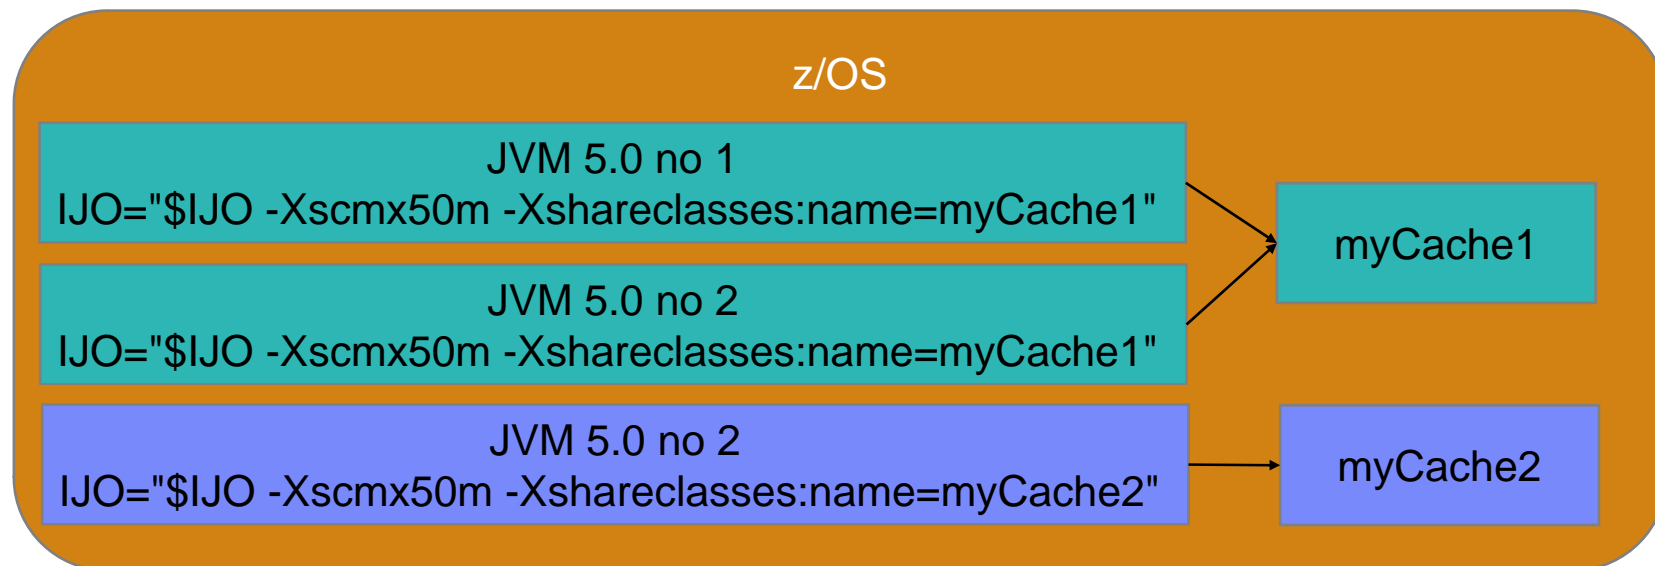 z/OS
JVM 5.0 no 1
IJO="$IJO -Xscmx50m -Xshareclasses:name=myCache1"
myCache1
JVM 5.0 no 2
IJO="$IJO -Xscmx50m -Xshareclasses:name=myCache1"
JVM 5.0 no 2
IJO="$IJO -Xscmx50m -Xshareclasses:name=myCache2"
myCache2